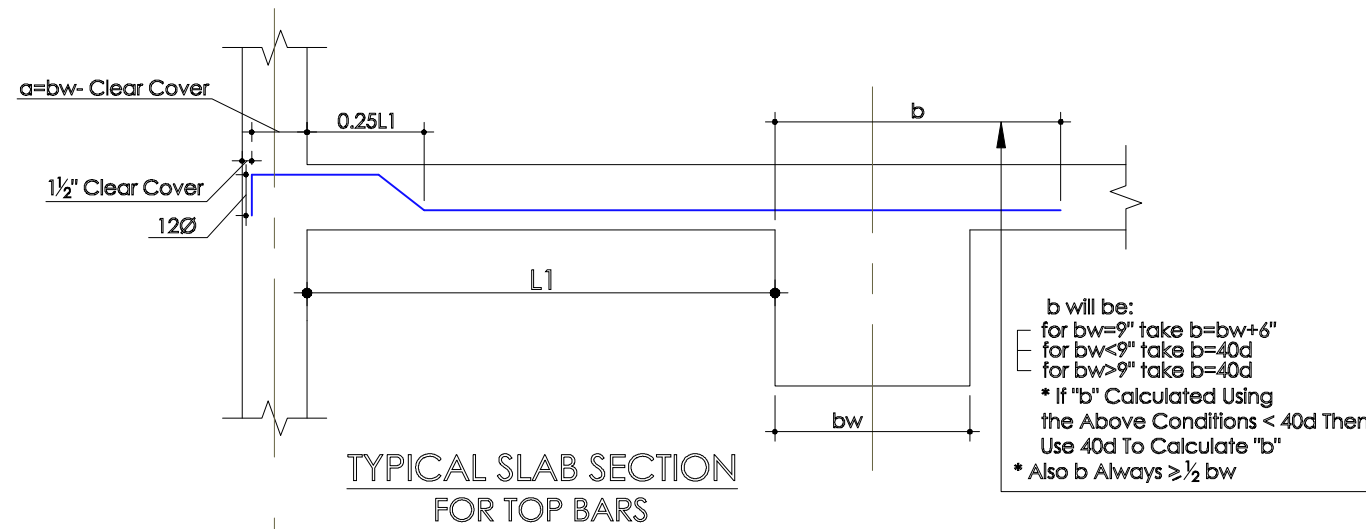 a=bw- Clear Cover
0.25L1
b
1½" Clear Cover
12Ø
L1
b will be:
for bw=9" take b=bw+6"
for bw<9" take b=40d
for bw>9" take b=40d
* If "b" Calculated Using
the Above Conditions < 40d Then
Use 40d To Calculate "b"
* Also b Always ⩾½ bw
bw
TYPICAL SLAB SECTION
FOR TOP BARS